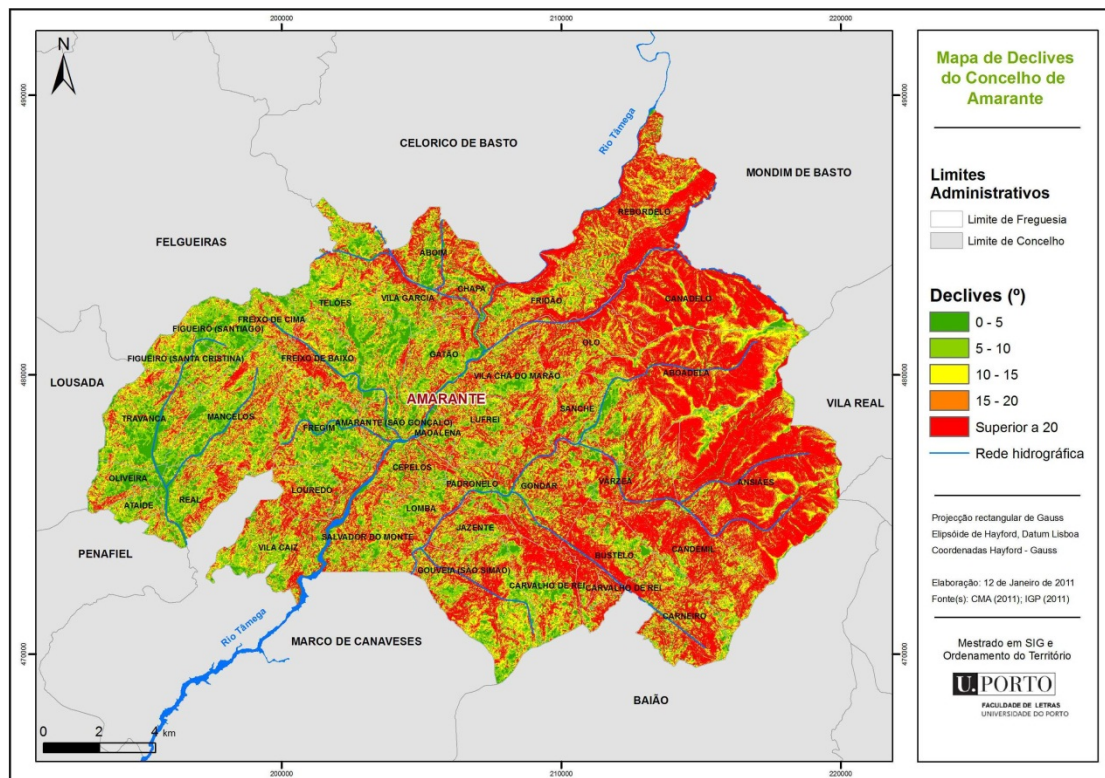 200000
210000
220000
490000
480000
470000
N
Rio Tâmega
CELORICO DE BASTO
MONDIM DE BASTO
FELGUEIRAS
LOUSADA
PENAFIEL
MARCO DE CANAVESES
BAIÃO
VILA REAL
REBORDELO
ABOIM
CHAPA
VILA GARCIA
TELÕES
FREIXO DE CIMA
FIGUEIRÓ (SANTIAGO)
FREIXO DE BAIXO
FIGUEIRÓ (SANTA CRISTINA)
FRIDÃO
CANADELO
OLO
GATÃO
VILA CHÃ DO MARÃO
ABOADELA
AMARANTE
SANCHE
TRAVANCA
MANCELOS
FREGIM
AMARANTE (SÃO GONÇALO)
MADALENA
LUFREI
CEPELOS
PADRONELO
GONDAR
VÁRZEA
ANSIÃES
OLIVEIRA
ATAÍDE
REAL
LOUREDO
LOMBA
JAZENTE
SALVADOR DO MONTE
VILA CAIZ
BUSTELO
CANDEMIL
GOUVEIA (SÃO SIMÃO)
CARVALHO DE REI
CARVALHO DE REI
CARNEIRO
Rio Tâmega
0 2 4 km
200000
210000
220000
Mapa de Declives
do Concelho de
Amarante
Limites
Administrativos
Limite de Freguesia
Limite de Concelho
Declives (º)
0 - 5
5 - 10
10 - 15
15 - 20
Superior a 20
Rede hidrográfica
Projecção rectangular de Gauss
Elipsóide de Hayford, Datum Lisboa
Coordenadas Hayford - Gauss
Elaboração: 12 de Janeiro de 2011
Fonte(s): CMA (2011); IGP (2011)
Mestrado em SIG e
Ordenamento do Território
U. PORTO
FACULDADE DE LETRAS
UNIVERSIDADE DO PORTO
490000
480000
470000